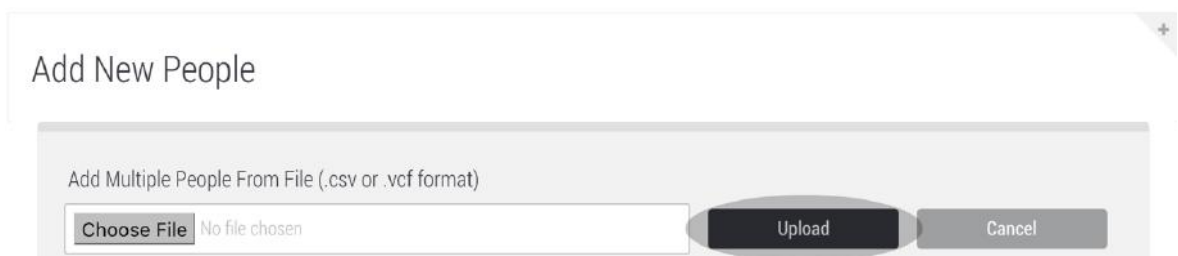 +
Add New People
Add Multiple People From File (.csv or .vcf format)
Choose File No file chosen Upload Cancel